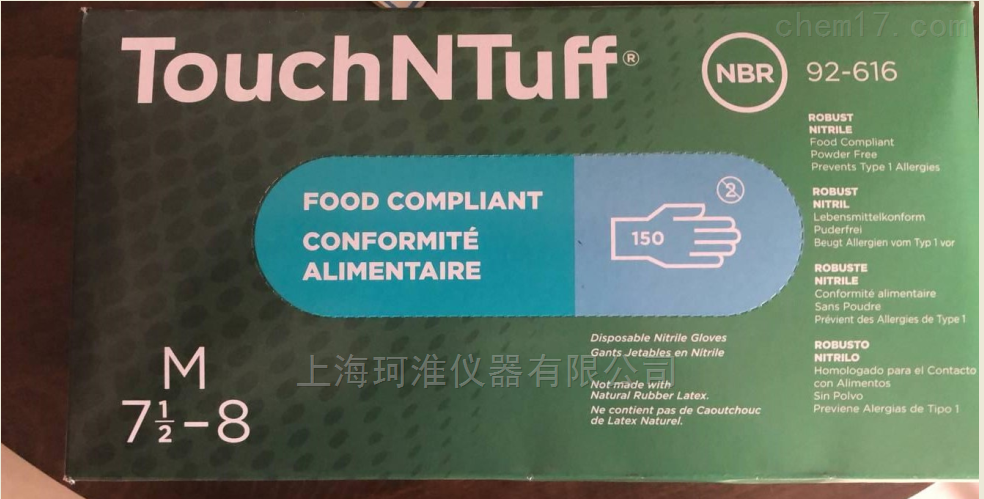 chem17.com
TouchNTuff®
NBR
92-616
ROBUST
NITRILE
Food Compliant
Powder Free
Prevents Type 1 Allergies
FOOD COMPLIANT
CONFORMITÉ
ALIMENTAIRE
2
150
ROBUST
NITRIL
Lebensmittelkonform
Puderfrei
Beugt Allergien vom Typ 1 vor
ROBUSTE
NITRILE
Conformité alimentaire
Sans Poudre
Prévient des Allergies de Type 1
ROBUSTO
NITRILO
Homologado para el Contacto
con Alimentos
Sin Polvo
Previene Alergias de Tipo 1
Disposable Nitrile Gloves
Gants Jetables en Nitrile
上海珂淮仪器有限公司
Not made with
Natural Rubber Latex.
Ne contient pas de Caoutchouc
de Latex Naturel.
M
7 1/2-8